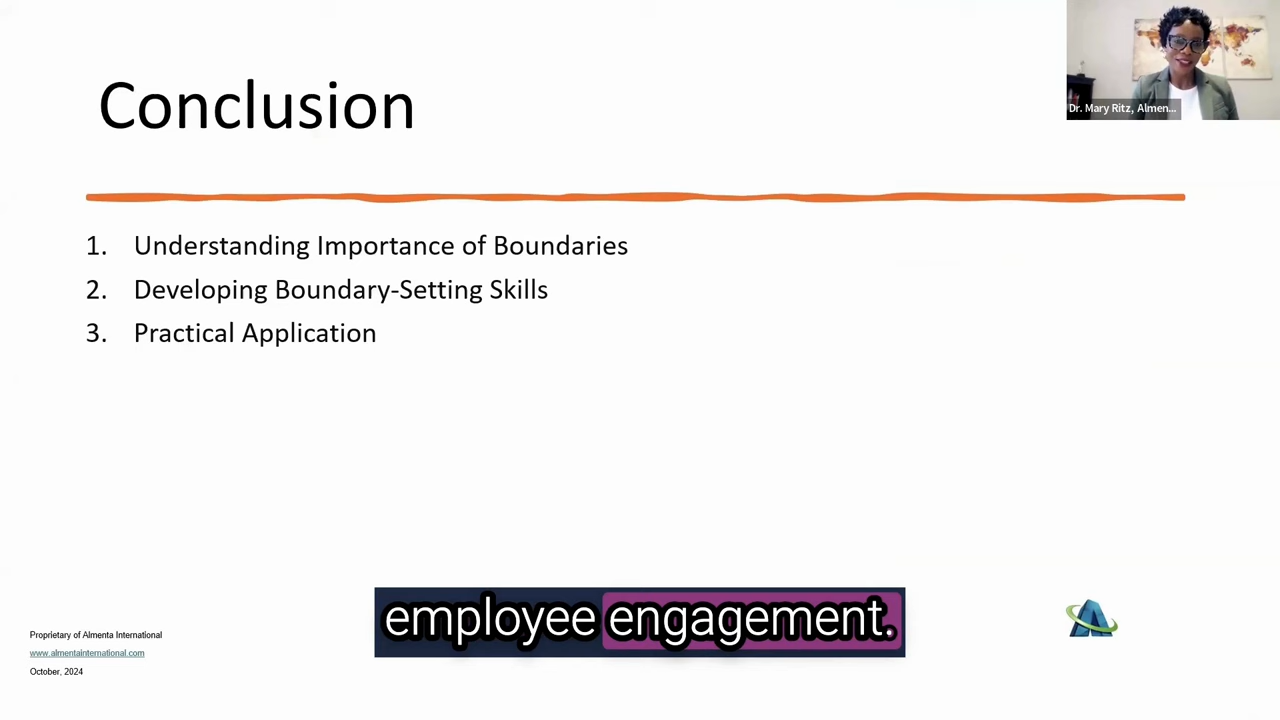 Conclusion
Dr. Mary Ritz, Almen...
1. Understanding Importance of Boundaries
2. Developing Boundary-Setting Skills
3. Practical Application
employee engagement.
Proprietary of Almenta International
www.almentainternational.com
October, 2024